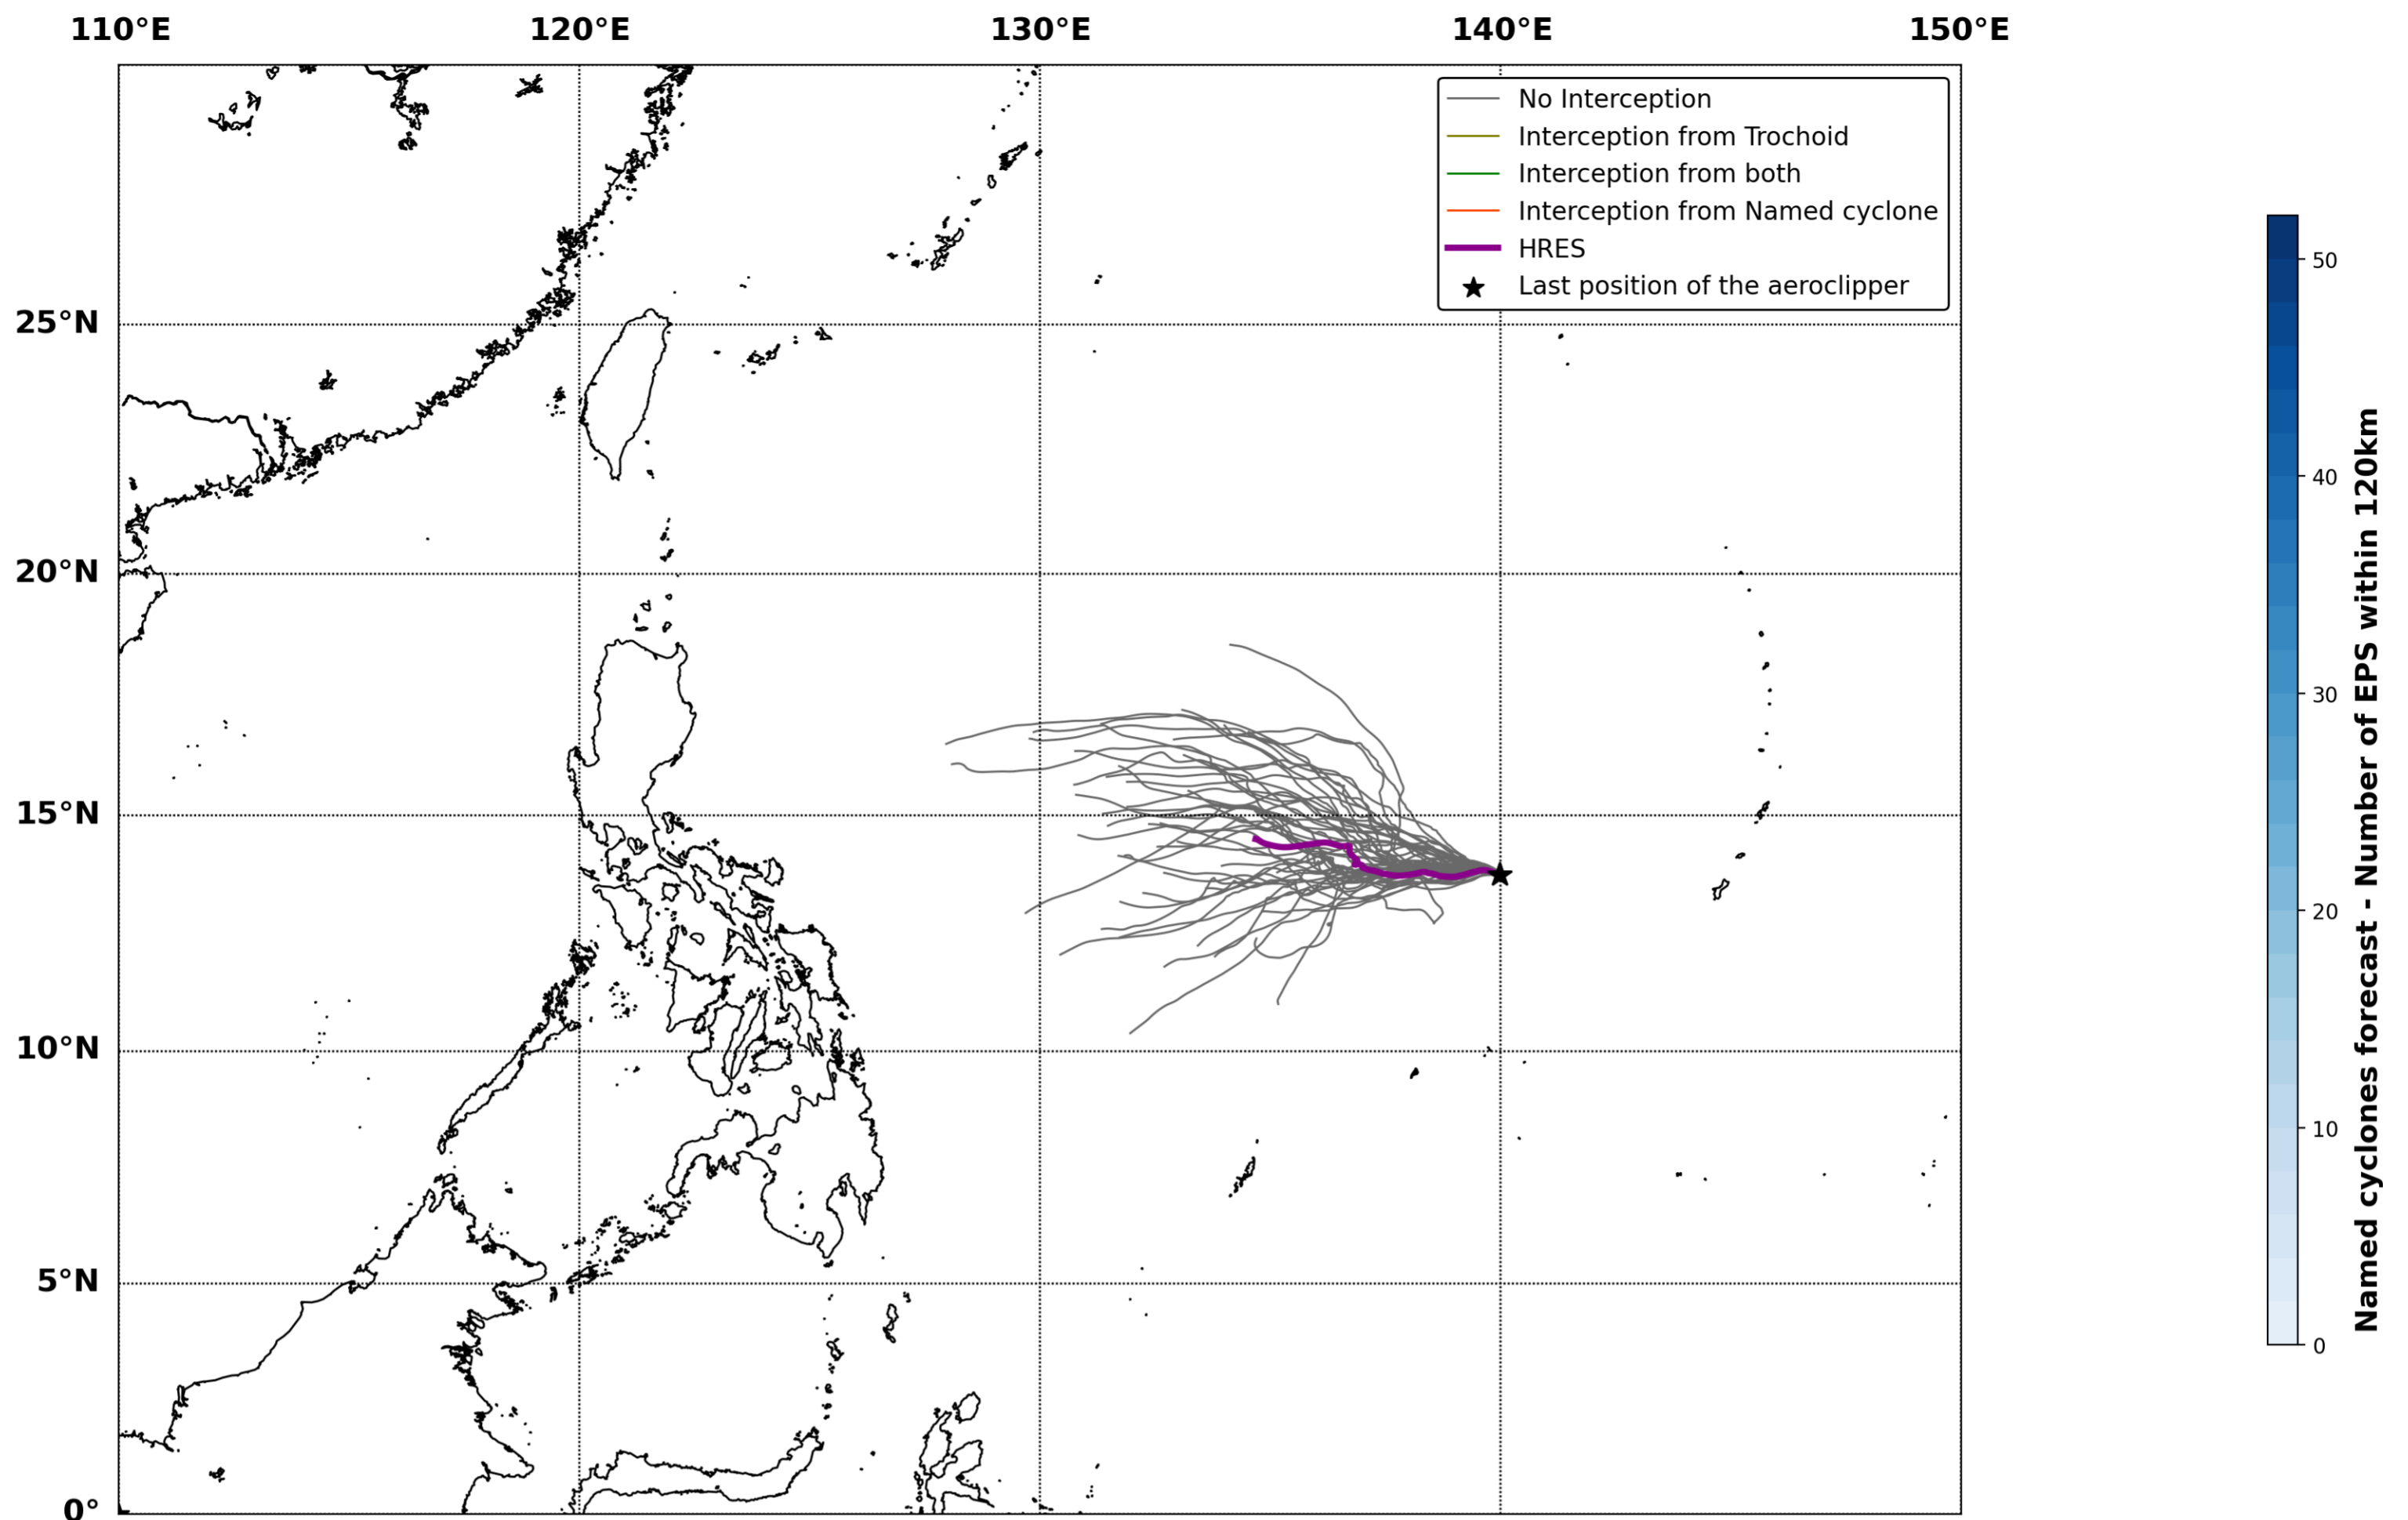 110°E 120°E 130°E 140°E 150°E
No Interception
Interception from Trochoid
Interception from both
Interception from Named cyclone
HRES
Last position of the aeroclipper
25°N
20°N
15°N
10°N
5°N
0°
50
40
30
20
10
0
Named cyclones forecast - Number of EPS within 120km